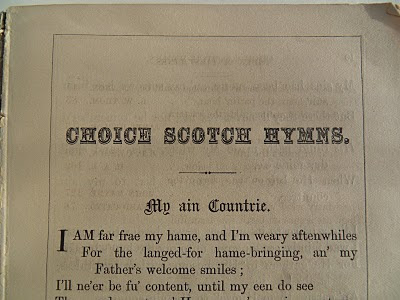 CHOICE SCOTCH HYMNS.
My ain Countrie.
I AM far frae my hame, and I'm weary aftenwhiles
For the langed-for hame-bringing, an' my
Father's welcome smiles;
I'll ne'er be fu' content, until my een do see